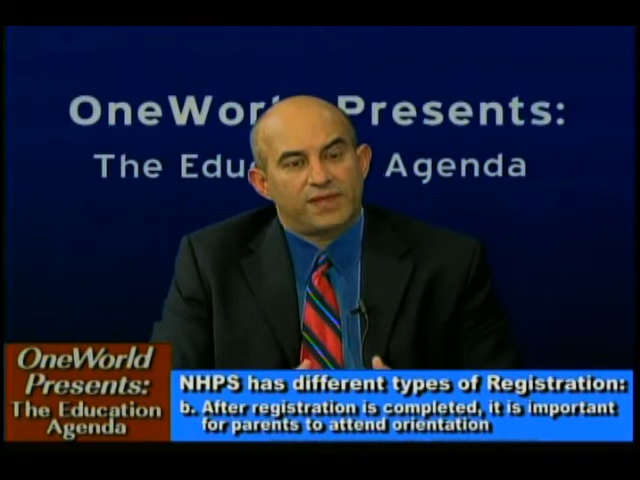 OneWorl Presents:
The Edu Agenda
OneWorld
Presents:
The Education
Agenda
NHPS has different types of Registration:
b. After registration is completed, it is important
for parents to attend orientation